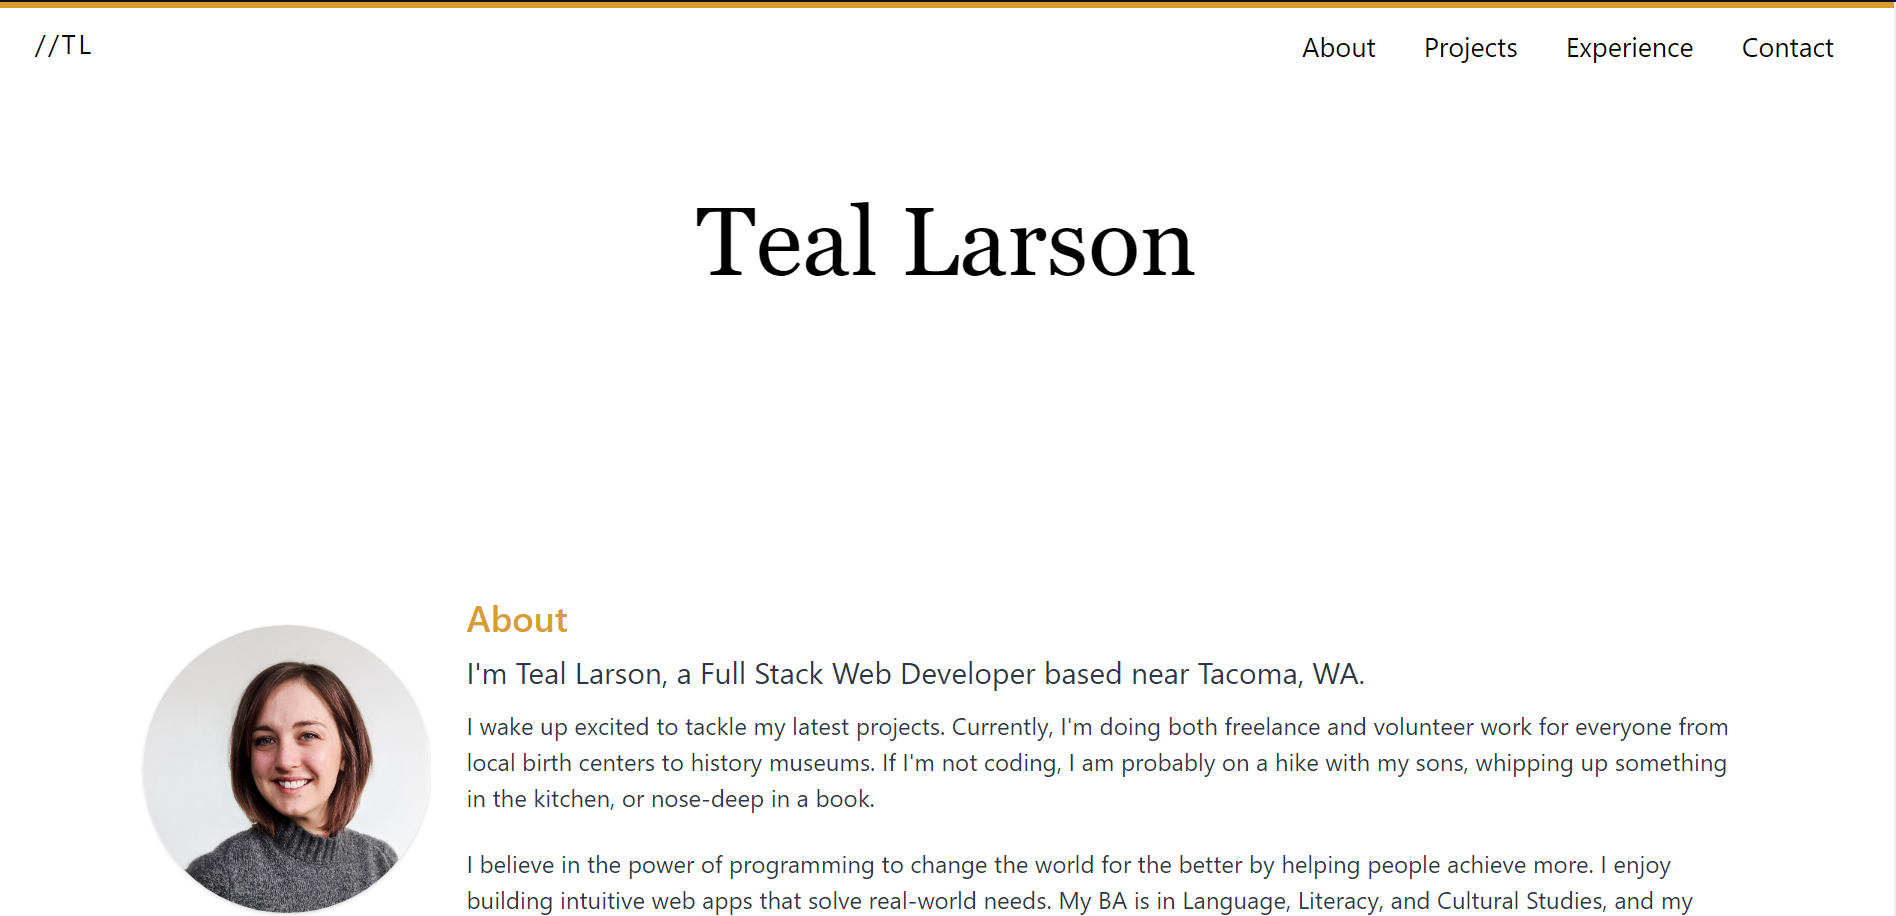 //TL
About Projects Experience Contact
Teal Larson
About
I'm Teal Larson, a Full Stack Web Developer based near Tacoma, WA.
I wake up excited to tackle my latest projects. Currently, I'm doing both freelance and volunteer work for everyone from
local birth centers to history museums. If I'm not coding, I am probably on a hike with my sons, whipping up something
in the kitchen, or nose-deep in a book.
I believe in the power of programming to change the world for the better by helping people achieve more. I enjoy
building intuitive web apps that solve real-world needs. My BA is in Language, Literacy, and Cultural Studies, and my